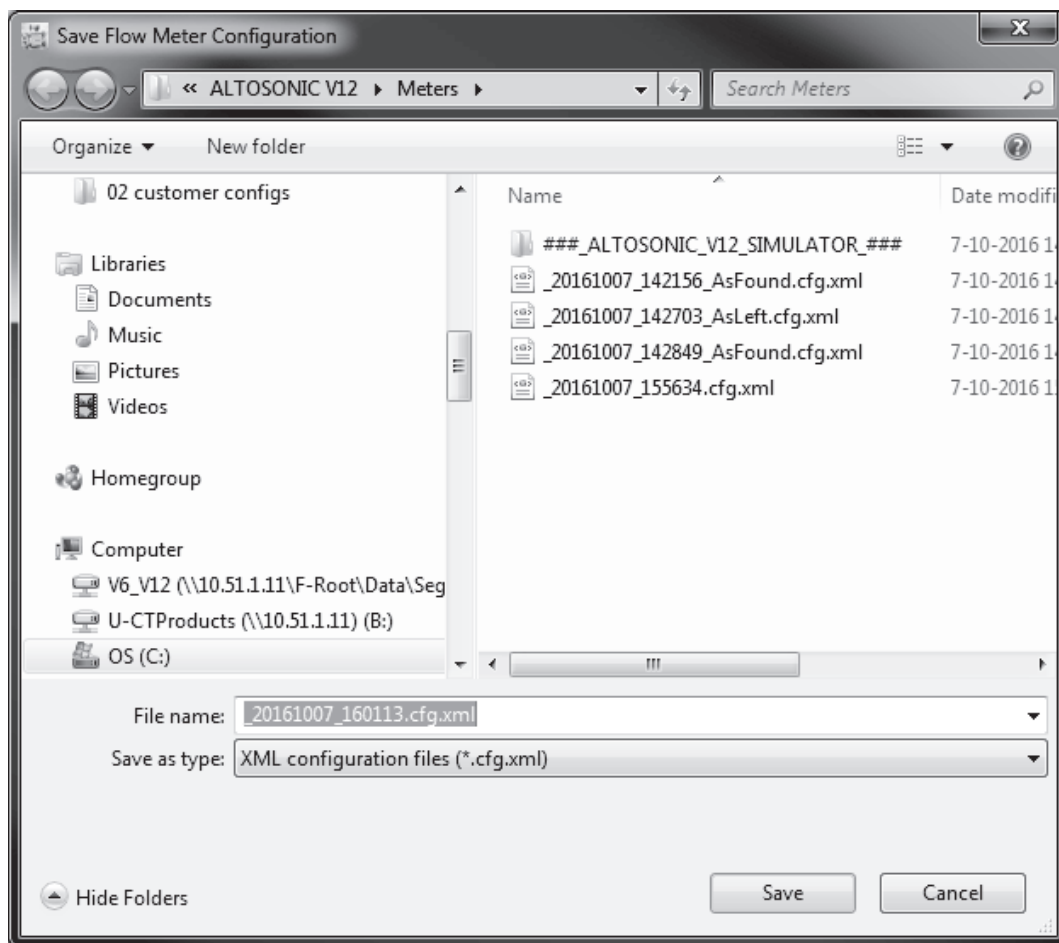 Save Flow Meter Configuration
« ALTOSONIC V12 ▸ Meters ▸
Search Meters
Organize
New folder
02 customer configs
Libraries
Documents
Music
Pictures
Videos
Homegroup
Computer
V6_V12 (\\10.51.1.11\F-Root\Data\Seg
U-CTProducts (\\10.51.1.11) (B:)
OS (C:)
Name Date modifi
###_ALTOSONIC_V12_SIMULATOR_### 7-10-2016 1
_20161007_142156_AsFound.cfg.xml 7-10-2016 1
_20161007_142703_AsLeft.cfg.xml 7-10-2016 1
_20161007_142849_AsFound.cfg.xml 7-10-2016 1
_20161007_155634.cfg.xml 7-10-2016 1
File name: _20161007_160113.cfg.xml
Save as type: XML configuration files (*.cfg.xml)
Hide Folders
Save
Cancel